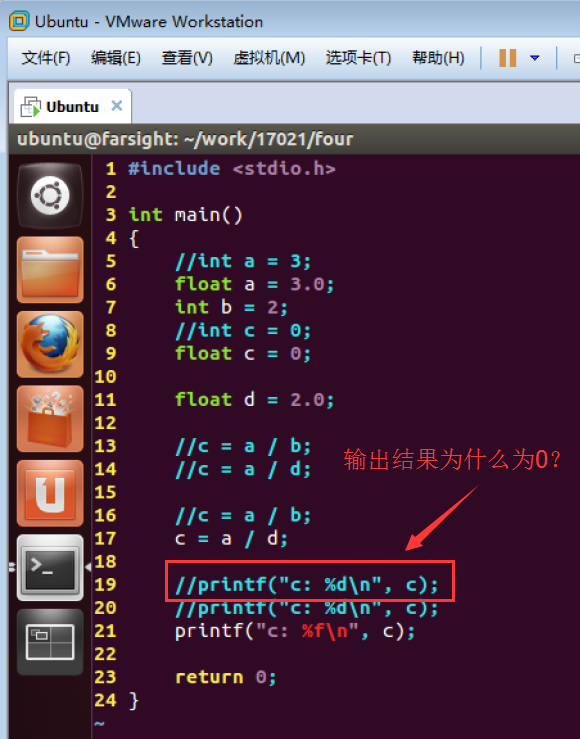 Ubuntu - VMware Workstation
文件(F) 编辑(E) 查看(V) 虚拟机(M) 选项卡(T) 帮助(H)
Ubuntu ×
ubuntu@farsight: ~/work/17021/four
1 #include <stdio.h>
2
3 int main()
4 {
5     //int a = 3;
6     float a = 3.0;
7     int b = 2;
8     //int c = 0;
9     float c = 0;
10
11     float d = 2.0;
12
13     //c = a / b;
14     //c = a / d;
15
输出结果为什么为0?
16     //c = a / b;
17     c = a / d;
18
19     //printf("c: %d\n", c);
20     //printf("c: %d\n", c);
21     printf("c: %f\n", c);
22
23     return 0;
24 }
~